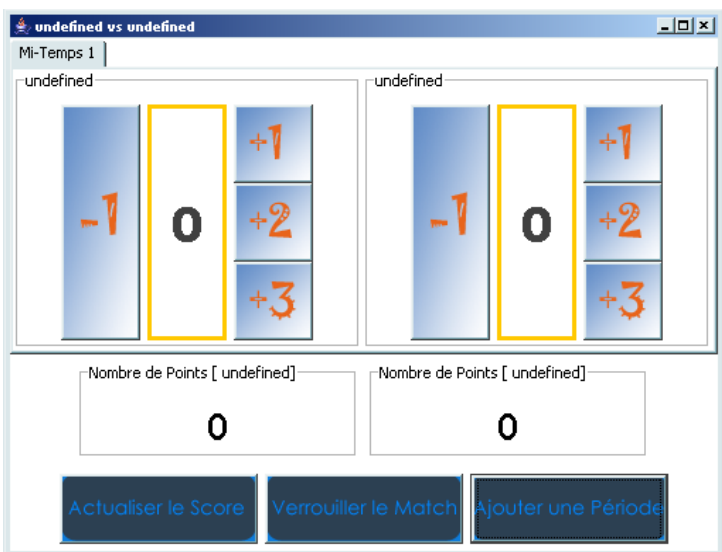 undefined vs undefined
Mi-Temps 1
undefined
-1
0
+1
+2
+3
undefined
-1
0
+1
+2
+3
Nombre de Points [ undefined]
0
Nombre de Points [ undefined]
0
Actualiser le Score
Verrouiller le Match
Ajouter une Période